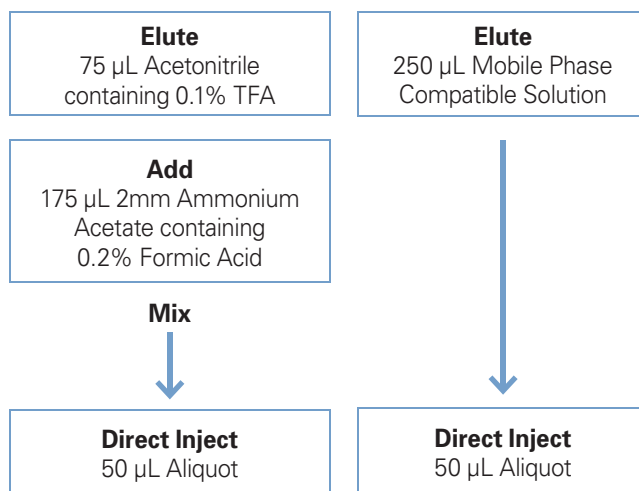 Elute
75 µL Acetonitrile
containing 0.1% TFA
Add
175 µL 2mm Ammonium
Acetate containing
0.2% Formic Acid
Mix
Direct Inject
50 µL Aliquot
Elute
250 µL Mobile Phase
Compatible Solution
Direct Inject
50 µL Aliquot